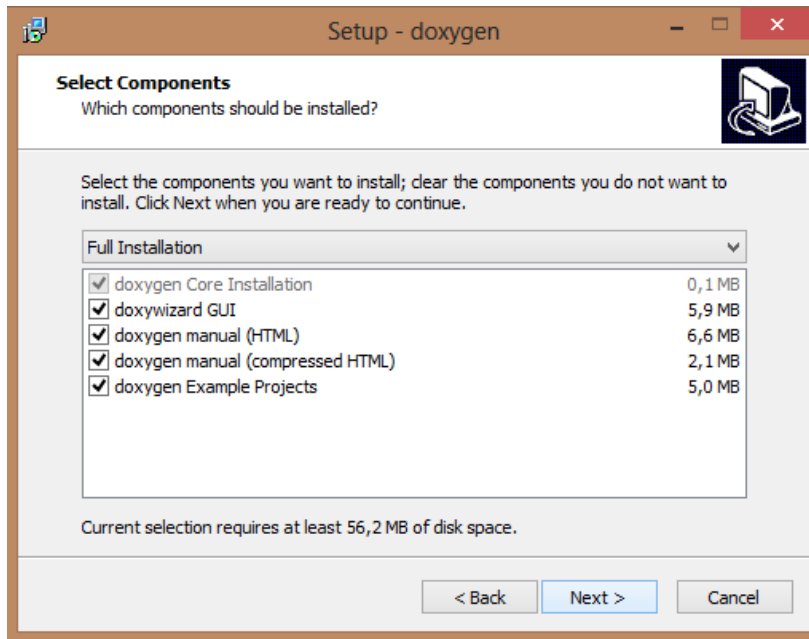 Setup - doxygen
Select Components
Which components should be installed?
Select the components you want to install; clear the components you do not want to
install. Click Next when you are ready to continue.
Full Installation
doxygen Core Installation 0,1 MB
doxywizard GUI 5,9 MB
doxygen manual (HTML) 6,6 MB
doxygen manual (compressed HTML) 2,1 MB
doxygen Example Projects 5,0 MB
Current selection requires at least 56,2 MB of disk space.
< Back Next > Cancel